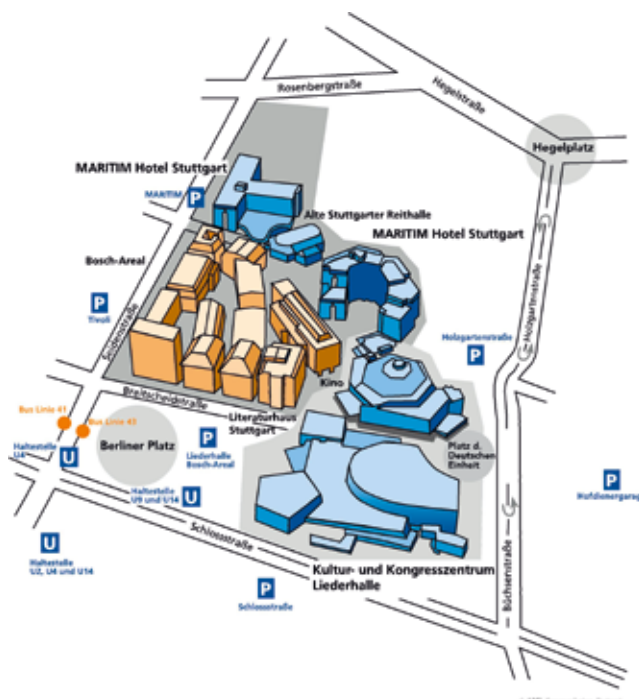 Rosenbergstraße
Hegelstraße
Hegelplatz
MARITIM Hotel Stuttgart
MARITIM
P
Alte Stuttgarter Reithalle
MARITIM Hotel Stuttgart
Bosch-Areal
P
Tivoli
Seidenstraße
Holzgartenstraße
Holzgartenstraße
P
Kino
Breitscheidstraße
Bus Linie 41
Bus Linie 43
Literaturhaus
Stuttgart
Berliner Platz
P
Liederhalle
Bosch-Areal
Haltestelle
U4
U
Platz d.
Deutschen
Einheit
P
Haltestelle
U9 und U14
U
Schlossstraße
U
Haltestelle
U2, U4 und U14
Kultur- und Kongresszentrum
Liederhalle
P
Schlossstraße
Büchsenstraße